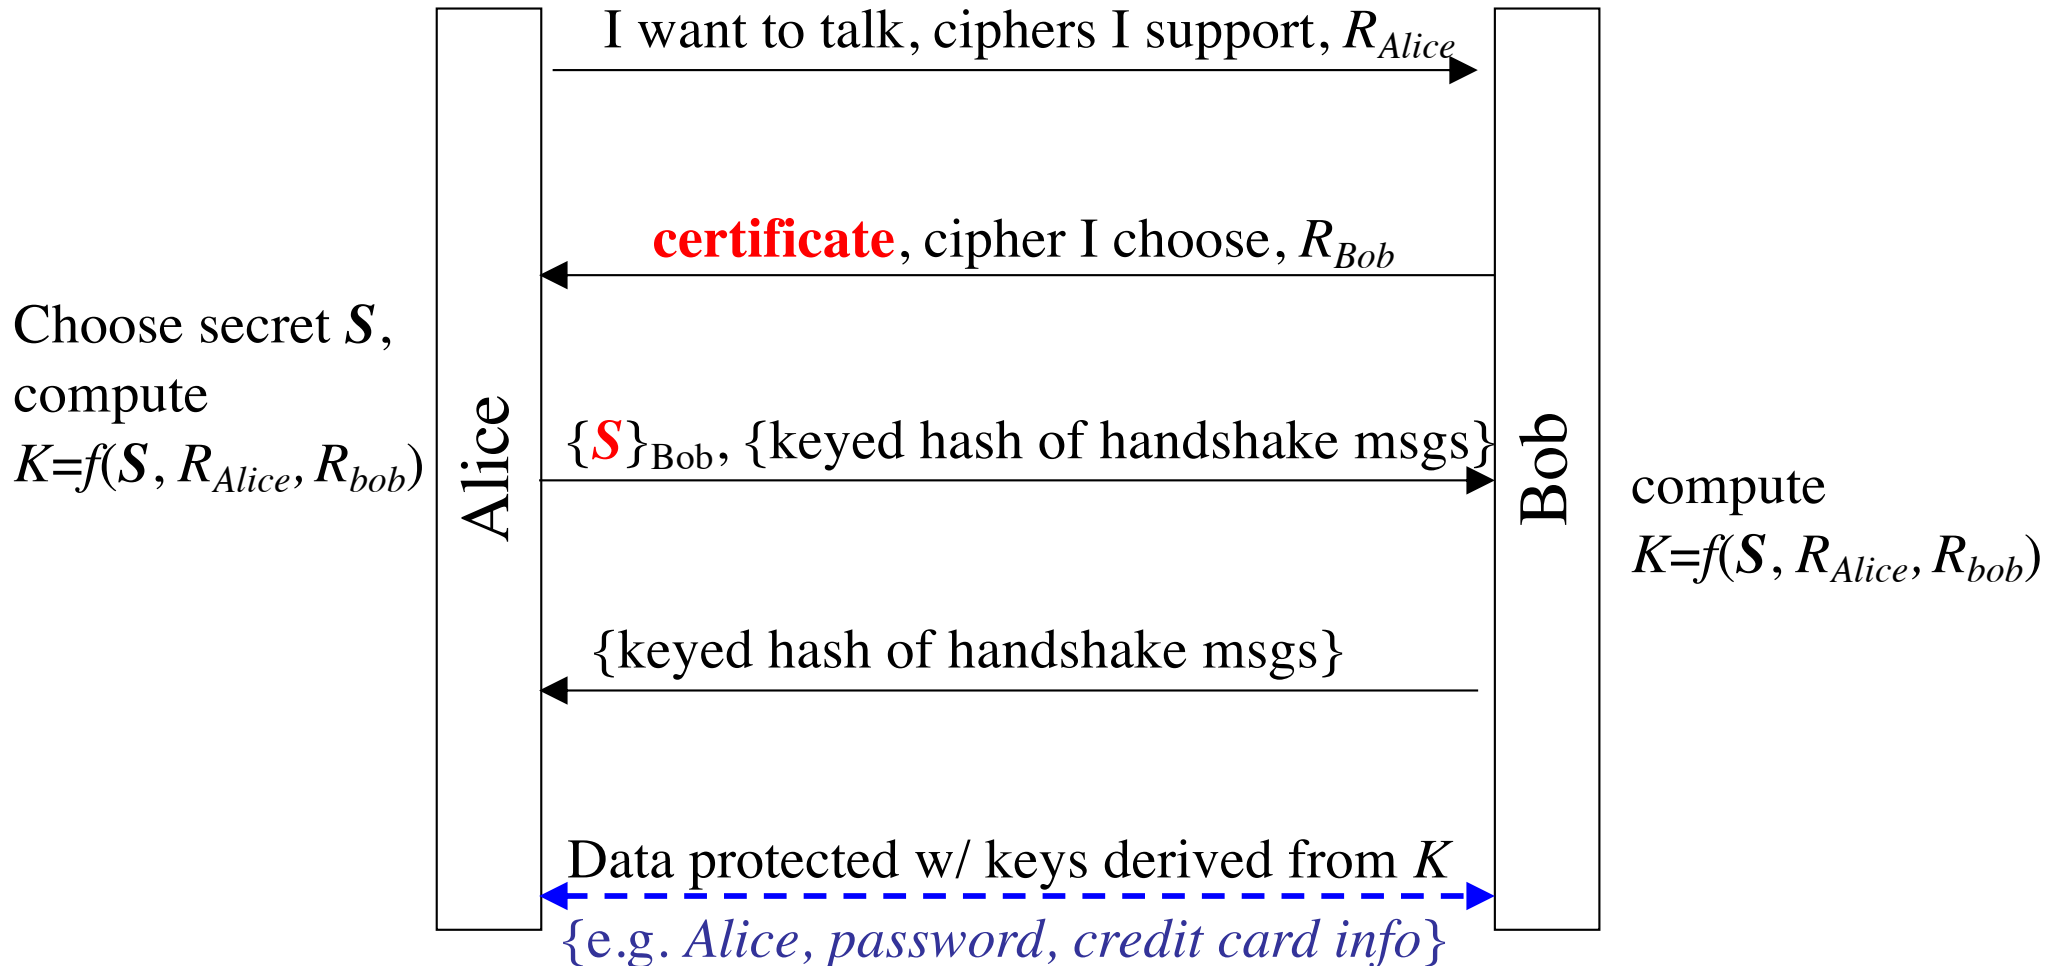 I want to talk, ciphers I support, R_Alice
certificate, cipher I choose, R_Bob
Choose secret S,
compute
K=f(S, R_Alice, R_bob)
Alice
{S}_Bob, {keyed hash of handshake msgs}
Bob
compute
K=f(S, R_Alice, R_bob)
{keyed hash of handshake msgs}
Data protected w/ keys derived from K
{e.g. Alice, password, credit card info}